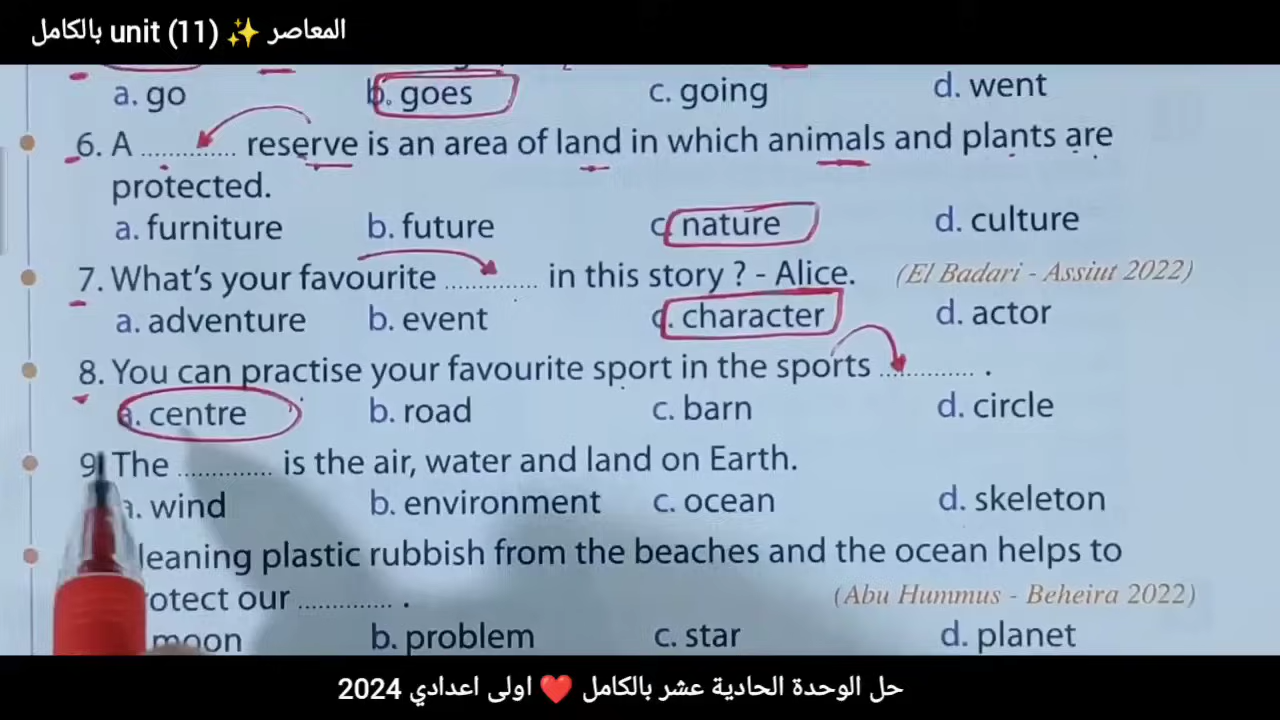 المعاصر ✨ unit (11) بالكامل
a. go b. goes c. going d. went
6. A .............. reserve is an area of land in which animals and plants are
protected.
a. furniture b. future c. nature d. culture
7. What's your favourite .............. in this story ? - Alice. (El Badari - Assiut 2022)
a. adventure b. event c. character d. actor
8. You can practise your favourite sport in the sports .............. .
a. centre b. road c. barn d. circle
9. The .............. is the air, water and land on Earth.
a. wind b. environment c. ocean d. skeleton
leaning plastic rubbish from the beaches and the ocean helps to
otect our .............. . (Abu Hummus - Beheira 2022)
moon b. problem c. star d. planet
حل الوحدة الحادية عشر بالكامل ❤️ اولى اعدادي 2024